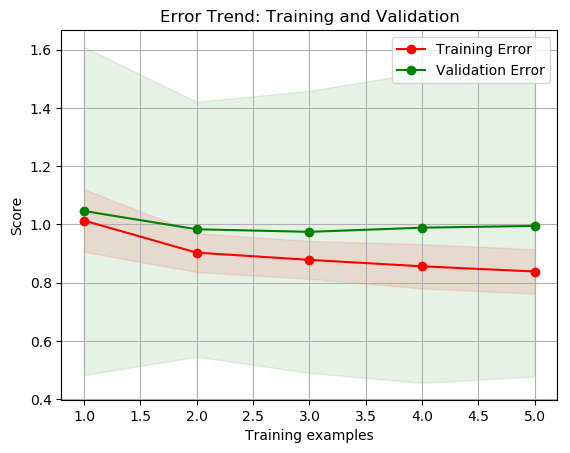 Error Trend: Training and Validation
Training Error
Validation Error
Score
1.6
1.4
1.2
1.0
0.8
0.6
0.4
1.0 1.5 2.0 2.5 3.0 3.5 4.0 4.5 5.0
Training examples